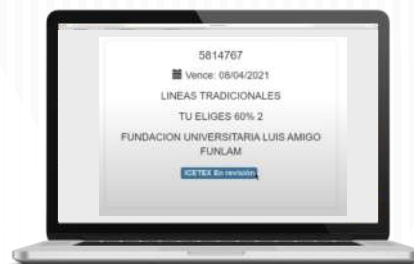 5814767
Vence: 08/04/2021
LINEAS TRADICIONALES
TU ELIGES 60% 2
FUNDACION UNIVERSITARIA LUIS AMIGO
FUNLAM
ICETEX En revisión